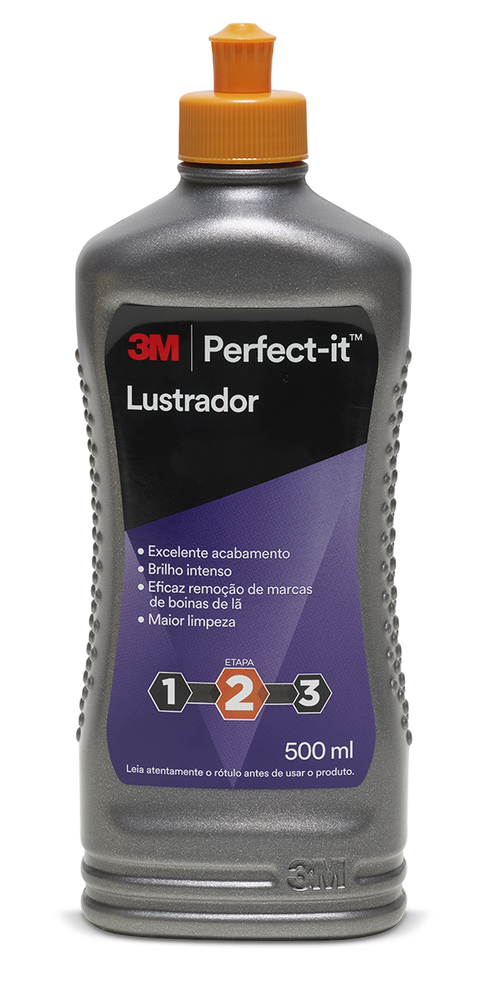 3M | Perfect-it™
Lustrador
• Excelente acabamento
• Brilho intenso
• Eficaz remoção de marcas
de boinas de lã
• Maior limpeza
ETAPA
1 2 3
500 ml
Leia atentamente o rótulo antes de usar o produto.
3M